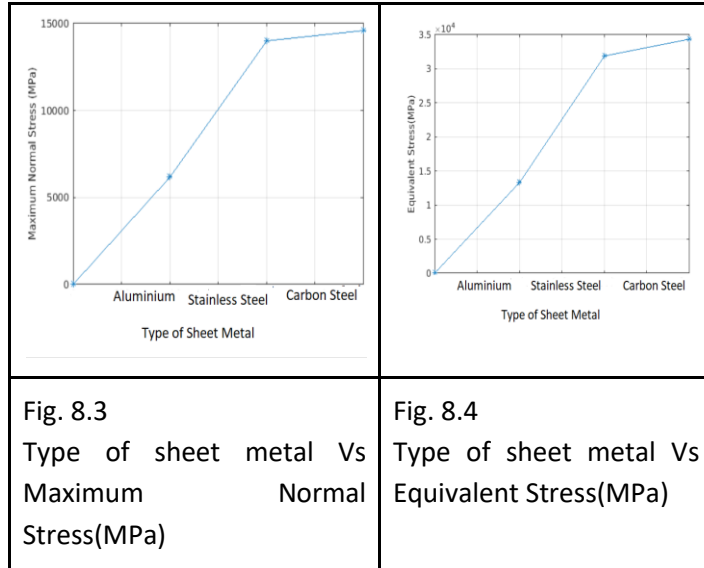 15000
10000
5000
0
Maximum Normal Stress (MPa)
Aluminium
Stainless Steel
Carbon Steel
Type of Sheet Metal
×10⁴
3.5
3
2.5
2
1.5
1
0.5
0
Equivalent Stress(MPa)
Aluminium
Stainless Steel
Carbon Steel
Type of Sheet Metal
Fig. 8.3
Type of sheet metal Vs
Maximum Normal
Stress(MPa)
Fig. 8.4
Type of sheet metal Vs
Equivalent Stress(MPa)